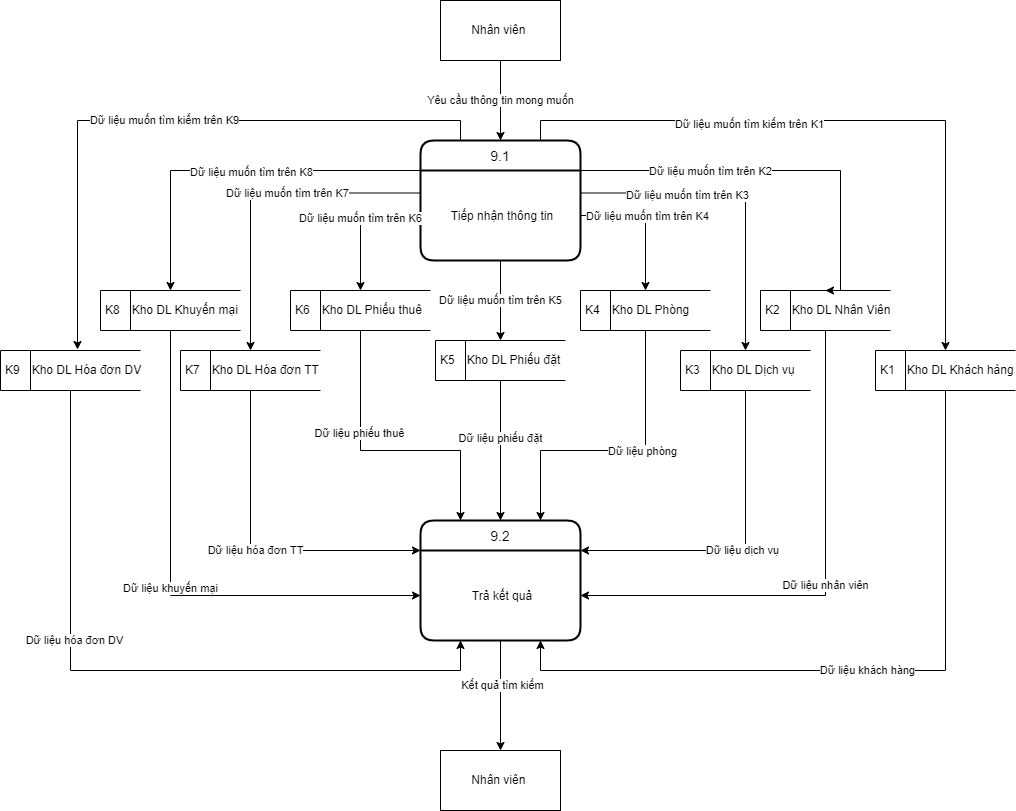 Nhân viên
Yêu cầu thông tin mong muốn
Dữ liệu muốn tìm kiếm trên K9
Dữ liệu muốn tìm kiếm trên K1
9.1
Dữ liệu muốn tìm trên K8
Dữ liệu muốn tìm trên K2
Dữ liệu muốn tìm trên K7
Dữ liệu muốn tìm trên K3
Dữ liệu muốn tìm trên K6
Tiếp nhận thông tin
Dữ liệu muốn tìm trên K4
Dữ liệu muốn tìm trên K5
K8 Kho DL Khuyến mại
K6 Kho DL Phiếu thuê
K4 Kho DL Phòng
K2 Kho DL Nhân Viên
K5 Kho DL Phiếu đặt
K9 Kho DL Hóa đơn DV
K7 Kho DL Hóa đơn TT
K3 Kho DL Dịch vụ
K1 Kho DL Khách hàng
Dữ liệu phiếu thuê
Dữ liệu phiếu đặt
Dữ liệu phòng
9.2
Dữ liệu hóa đơn TT
Dữ liệu dịch vụ
Dữ liệu khuyến mại
Trả kết quả
Dữ liệu nhân viên
Dữ liệu hóa đơn DV
Dữ liệu khách hàng
Kết quả tìm kiếm
Nhân viên